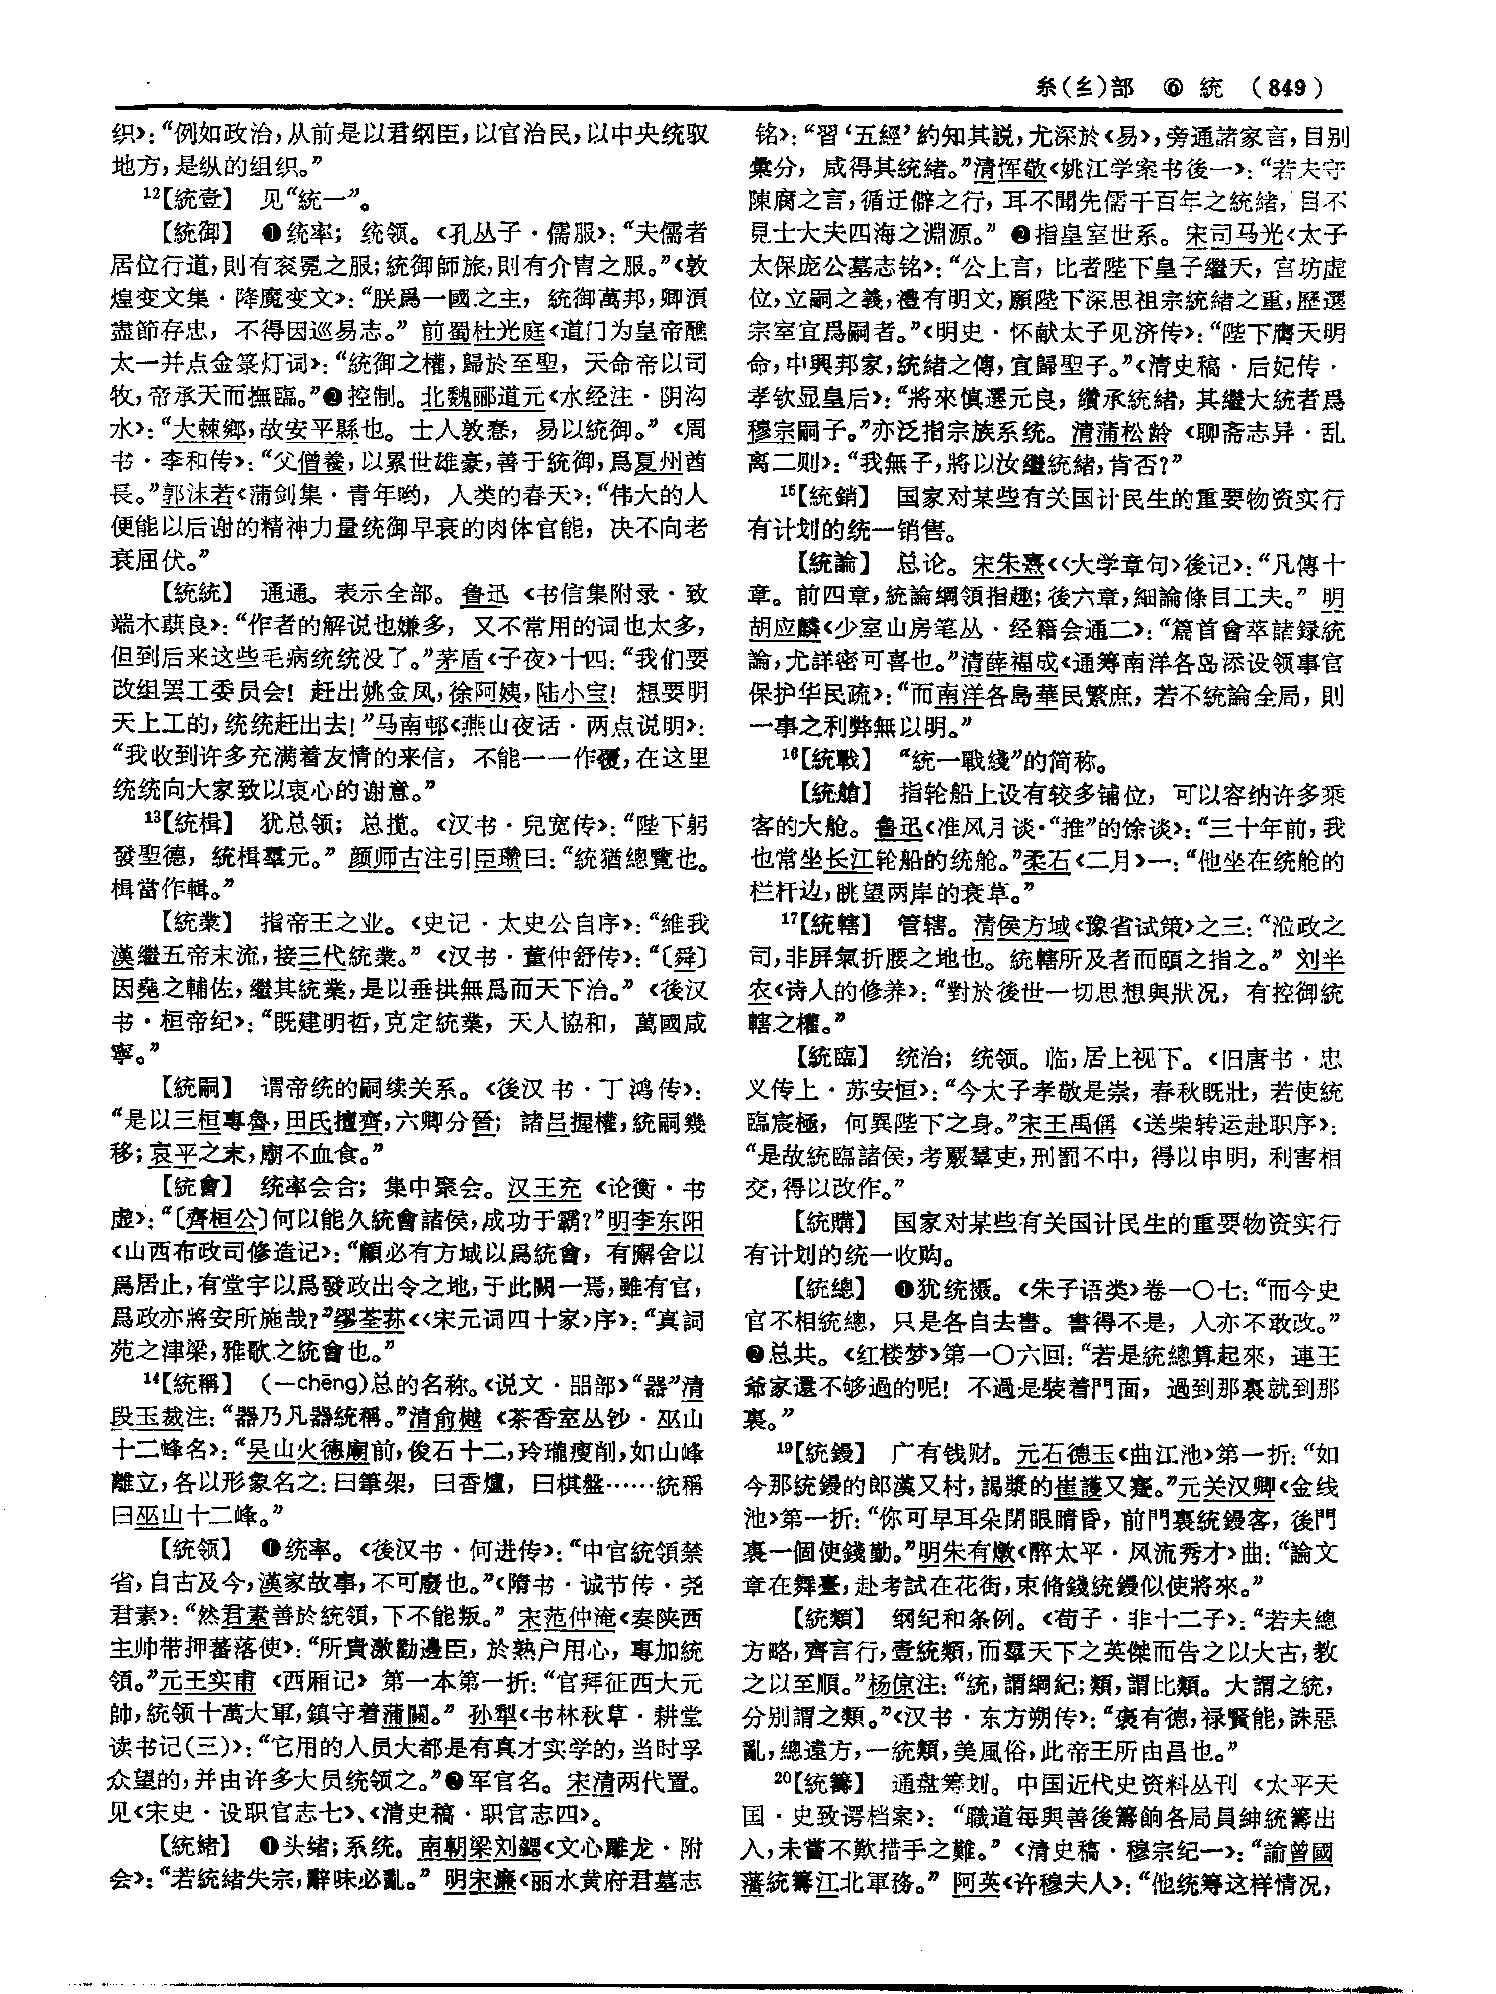 糸(纟)部 ⑥ 統 (849)
织》：“例如政治，从前是以君纲臣，以官治民，以中央统驭
地方，是纵的组织。”
12【統壹】 见“統一”。
【統御】 ❶统率；统领。《孔丛子·儒服》：“夫儒者
居位行道，則有衮冕之服；統御師旅，則有介胄之服。”《敦
煌变文集·降魔变文》：“朕爲一國之主，統御萬邦，卿須
盡節存忠，不得因巡易志。”前蜀杜光庭《道门为皇帝醮
太一并点金箓灯词》：“統御之權，歸於至聖，天命帝以司
牧，帝承天而撫臨。”❷控制。北魏郦道元《水经注·阴沟
水》：“大棘鄉，故安平縣也。士人敦惷，易以統御。”《周
书·李和传》：“父僧養，以累世雄豪，善于統御，爲夏州酋
長。”郭沫若《蒲剑集·青年哟，人类的春天》：“伟大的人
便能以后谢的精神力量统御早衰的肉体官能，决不向老
衰屈伏。”
【統統】 通通。表示全部。鲁迅《书信集附录·致
端木蕻良》：“作者的解说也嫌多，又不常用的词也太多，
但到后来这些毛病统统没了。”茅盾《子夜》十四：“我们要
改组罢工委员会！赶出姚金凤，徐阿姨，陆小宝！想要明
天上工的，统统赶出去！”马南邨《燕山夜话·两点说明》：
“我收到许多充满着友情的来信，不能一一作覆，在这里
统统向大家致以衷心的谢意。”
13【統楫】 犹总领；总揽。《汉书·兒宽传》：“陛下躬
發聖德，統楫羣元。”颜师古注引臣瓒曰：“統猶總覽也。
楫當作輯。”
【統業】 指帝王之业。《史记·太史公自序》：“維我
漢繼五帝末流，接三代統業。”《汉书·董仲舒传》：“〔舜〕
因堯之輔佐，繼其統業，是以垂拱無爲而天下治。”《後汉
书·桓帝纪》：“既建明哲，克定統業，天人協和，萬國咸
寧。”
【統嗣】 谓帝统的嗣续关系。《後汉书·丁鸿传》：
“是以三桓專魯，田氏擅齊，六卿分晉；諸呂握權，統嗣幾
移；哀平之末，廟不血食。”
【統會】 统率会合；集中聚会。汉王充《论衡·书
虚》：“〔齊桓公〕何以能久統會諸侯，成功于霸？”明李东阳
《山西布政司修造记》：“顧必有方域以爲統會，有廨舍以
爲居止，有堂宇以爲發政出令之地，于此闕一焉，雖有官，
爲政亦將安所施哉？”缪荃荪《〈宋元词四十家〉序》：“真詞
苑之津梁，雅歌之統會也。”
14【統稱】 （—chēng）总的名称。《说文·㗊部》“器”清
段玉裁注：“器乃凡器統稱。”清俞樾《茶香室丛钞·巫山
十二峰名》：“吴山火德廟前，俊石十二，玲瓏瘦削，如山峰
離立，各以形象名之：曰筆架，曰香爐，曰棋盤……統稱
曰巫山十二峰。”
【統领】 ❶统率。《後汉书·何进传》：“中官統領禁
省，自古及今，漢家故事，不可廢也。”《隋书·诚节传·尧
君素》：“然君素善於統領，下不能叛。”宋范仲淹《奏陕西
主帅带押蕃落使》：“所貴激勸邊臣，於熟户用心，專加統
領。”元王实甫《西厢记》第一本第一折：“官拜征西大元
帥，統领十萬大軍，鎮守着蒲關。”孙犁《书林秋草·耕堂
读书记（三）》：“它用的人员大都是有真才实学的，当时孚
众望的，并由许多大员统领之。”❷军官名。宋清两代置。
见《宋史·设职官志七》、《清史稿·职官志四》。
【統緒】 ❶头绪；系统。南朝梁刘勰《文心雕龙·附
会》：“若統緒失宗，辭味必亂。”明宋濂《丽水黄府君墓志
铭》：“習‘五經’約知其説，尤深於《易》，旁通諸家言，目别
彙分，咸得其統緒。”清恽敬《姚江学案书後一》：“若夫守
陳腐之言，循迂僻之行，耳不聞先儒千百年之統緒，目不
見士大夫四海之淵源。”❷指皇室世系。宋司马光《太子
太保庞公墓志铭》：“公上言，比者陛下皇子繼夭，宫坊虚
位，立嗣之義，禮有明文，願陛下深思祖宗統緒之重，歷選
宗室宜爲嗣者。”《明史·怀献太子见济传》：“陛下膺天明
命，中興邦家，統緒之傳，宜歸聖子。”《清史稿·后妃传·
孝钦显皇后》：“將來慎選元良，纘承統緒，其繼大統者爲
穆宗嗣子。”亦泛指宗族系统。清蒲松龄《聊斋志异·乱
离二则》：“我無子，將以汝繼統緒，肯否？”
15【統銷】 国家对某些有关国计民生的重要物资实行
有计划的统一销售。
【統論】 总论。宋朱熹《〈大学章句〉後记》：“凡傳十
章。前四章，統論綱領指趣；後六章，細論條目工夫。”明
胡应麟《少室山房笔丛·经籍会通二》：“篇首會萃諸録統
論，尤詳密可喜也。”清薛福成《通筹南洋各岛添设领事官
保护华民疏》：“而南洋各島華民繁庶，若不統論全局，則
一事之利弊無以明。”
16【統戰】 “统一戰綫”的简称。
【統艙】 指轮船上设有较多铺位，可以容纳许多乘
客的大舱。鲁迅《准风月谈·“推”的馀谈》：“三十年前，我
也常坐长江轮船的统舱。”柔石《二月》一：“他坐在统舱的
栏杆边，眺望两岸的衰草。”
17【統轄】 管辖。清侯方域《豫省试策》之三：“涖政之
司，非屏氣折腰之地也。統轄所及者而頤之指之。”刘半
农《诗人的修养》：“對於後世一切思想與狀况，有控御統
轄之權。”
【統臨】 统治；统领。临，居上视下。《旧唐书·忠
义传上·苏安恒》：“今太子孝敬是崇，春秋既壯，若使統
臨宸極，何異陛下之身。”宋王禹偁《送柴转运赴职序》：
“是故統臨諸侯，考覈羣吏，刑罰不中，得以申明，利害相
交，得以改作。”
【統購】 国家对某些有关国计民生的重要物资实行
有计划的统一收购。
【統總】 ❶犹统摄。《朱子语类》卷一〇七：“而今史
官不相統總，只是各自去書。書得不是，人亦不敢改。”
❷总共。《红楼梦》第一〇六回：“若是統總算起來，連王
爺家還不够過的呢！不過是裝着門面，過到那裏就到那
裏。”
19【統鏝】 广有钱财。元石德玉《曲江池》第一折：“如
今那統鏝的郎漢又村，謁漿的崔護又蹇。”元关汉卿《金线
池》第一折：“你可早耳朵閉眼睛昏，前門裏統鏝客，後門
裏一個使錢勤。”明朱有燉《醉太平·风流秀才》曲：“論文
章在舞臺，赴考試在花街，束脩錢統鏝似使將來。”
【統類】 纲纪和条例。《荀子·非十二子》：“若夫總
方略，齊言行，壹統類，而羣天下之英傑而告之以大古，教
之以至順。”杨倞注：“統，謂綱紀；類，謂比類。大謂之統，
分别謂之類。”《汉书·东方朔传》：“褒有德，禄賢能，誅惡
亂，總遠方，一統類，美風俗，此帝王所由昌也。”
20【統籌】 通盘筹划。中国近代史资料丛刊《太平天
国·史致谔档案》：“職道每與善後籌餉各局員紳統籌出
入，未嘗不歎措手之難。”《清史稿·穆宗纪一》：“諭曾國
藩統籌江北軍務。”阿英《许穆夫人》：“他统筹这样情况，